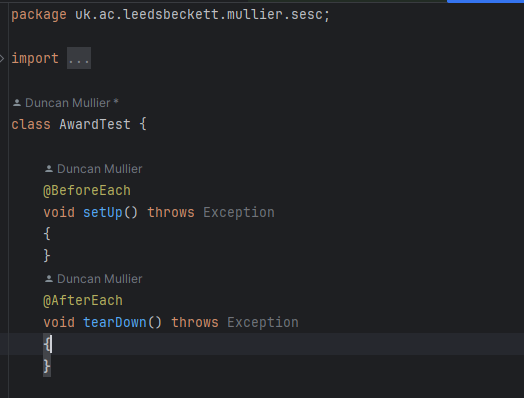 package uk.ac.leedsbeckett.mullier.sesc;
import ...
Duncan Mullier *
class AwardTest {
Duncan Mullier
@BeforeEach
void setUp() throws Exception
{
}
Duncan Mullier
@AfterEach
void tearDown() throws Exception
{
}